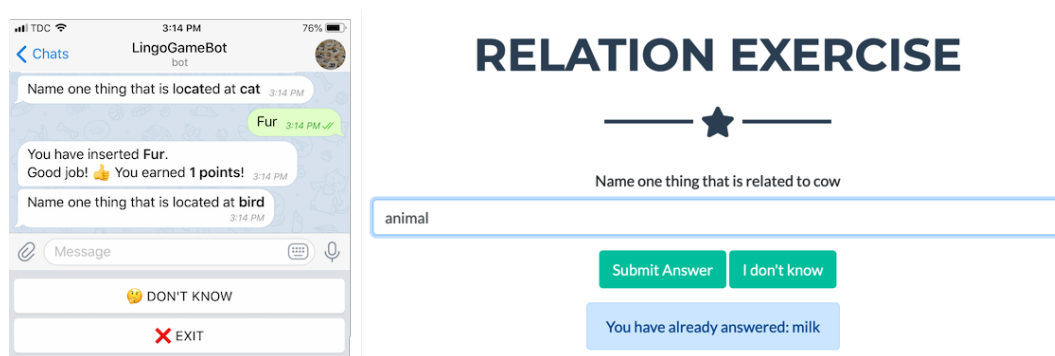 TDC
3:14 PM
76%
Chats
LingoGameBot
bot
Name one thing that is located at cat 3:14 PM
Fur 3:14 PM
You have inserted Fur.
Good job! 👍 You earned 1 points! 3:14 PM
Name one thing that is located at bird
3:14 PM
Message
🤔 DON'T KNOW
❌ EXIT
RELATION EXERCISE
Name one thing that is related to cow
animal
Submit Answer
I don't know
You have already answered: milk